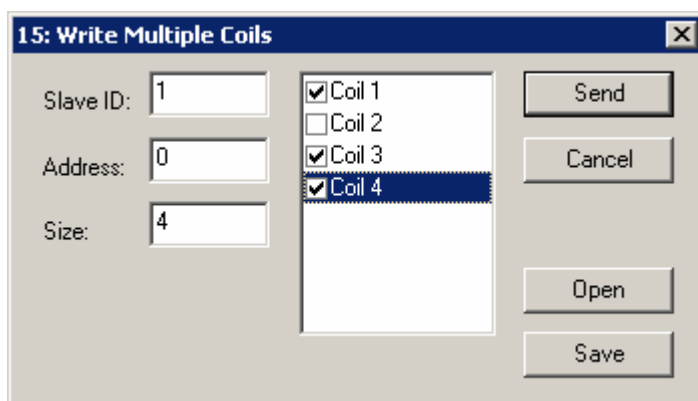 15: Write Multiple Coils
Slave ID: 1
Address: 0
Size: 4
Coil 1
Coil 2
Coil 3
Coil 4
Send
Cancel
Open
Save